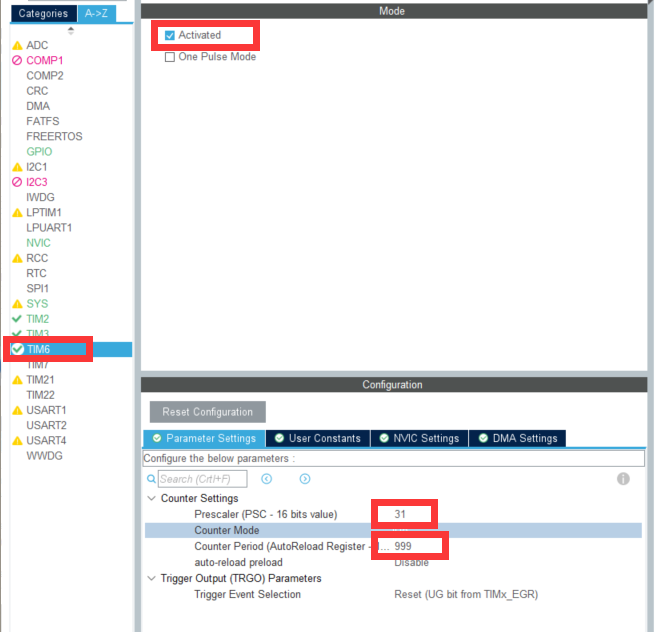 Categories A->Z
ADC
COMP1
COMP2
CRC
DMA
FATFS
FREERTOS
GPIO
I2C1
I2C3
IWDG
LPTIM1
LPUART1
NVIC
RCC
RTC
SPI1
SYS
TIM2
TIM3
TIM6
TIM7
TIM21
TIM22
USART1
USART2
USART4
WWDG
Mode
Activated
One Pulse Mode
Configuration
Reset Configuration
Parameter Settings User Constants NVIC Settings DMA Settings
Configure the below parameters :
Search (Crtl+F)
Counter Settings
Prescaler (PSC - 16 bits value) 31
Counter Mode
Counter Period (AutoReload Register - 1... 999
auto-reload preload Disable
Trigger Output (TRGO) Parameters
Trigger Event Selection Reset (UG bit from TIMx_EGR)